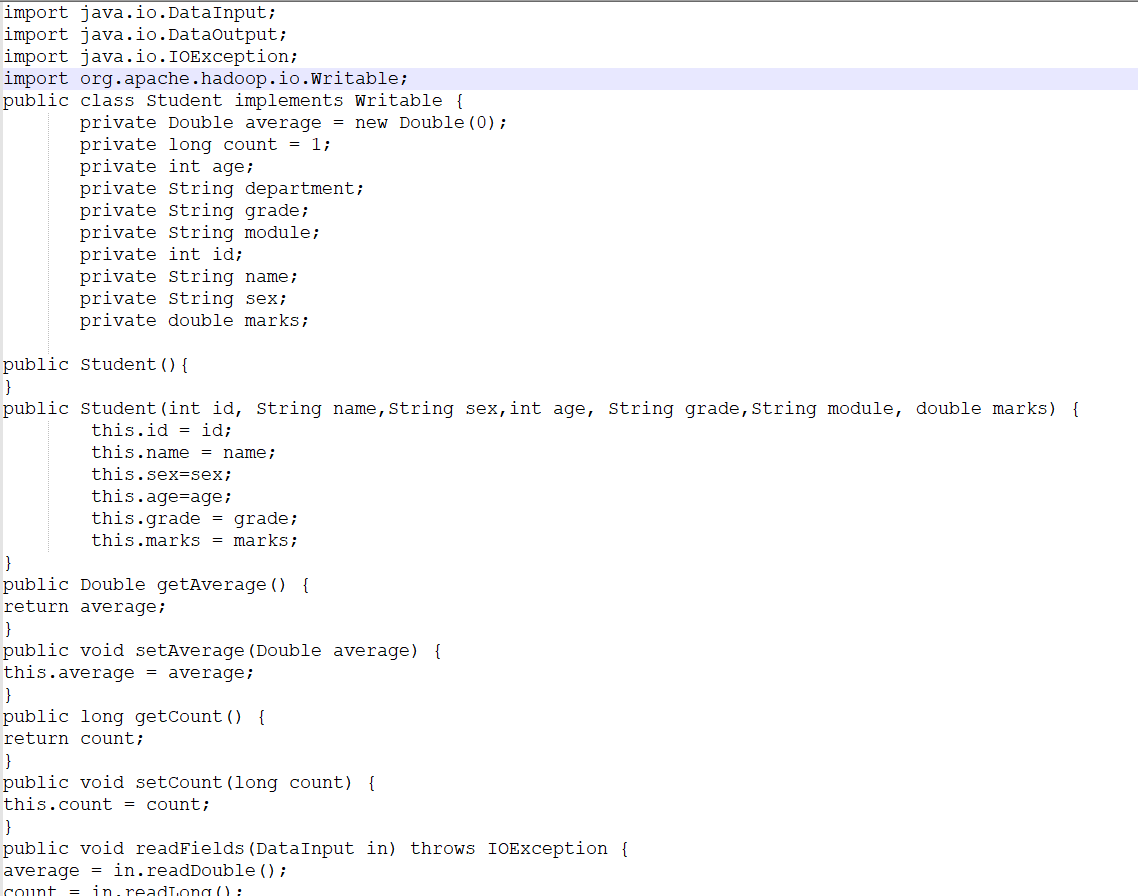 import java.io.DataInput;
import java.io.DataOutput;
import java.io.IOException;
import org.apache.hadoop.io.Writable;
public class Student implements Writable {
private Double average = new Double(0);
private long count = 1;
private int age;
private String department;
private String grade;
private String module;
private int id;
private String name;
private String sex;
private double marks;
public Student(){
}
public Student(int id, String name,String sex,int age, String grade,String module, double marks) {
this.id = id;
this.name = name;
this.sex=sex;
this.age=age;
this.grade = grade;
this.marks = marks;
}
public Double getAverage() {
return average;
}
public void setAverage(Double average) {
this.average = average;
}
public long getCount() {
return count;
}
public void setCount(long count) {
this.count = count;
}
public void readFields(DataInput in) throws IOException {
average = in.readDouble();
count = in.readLong();